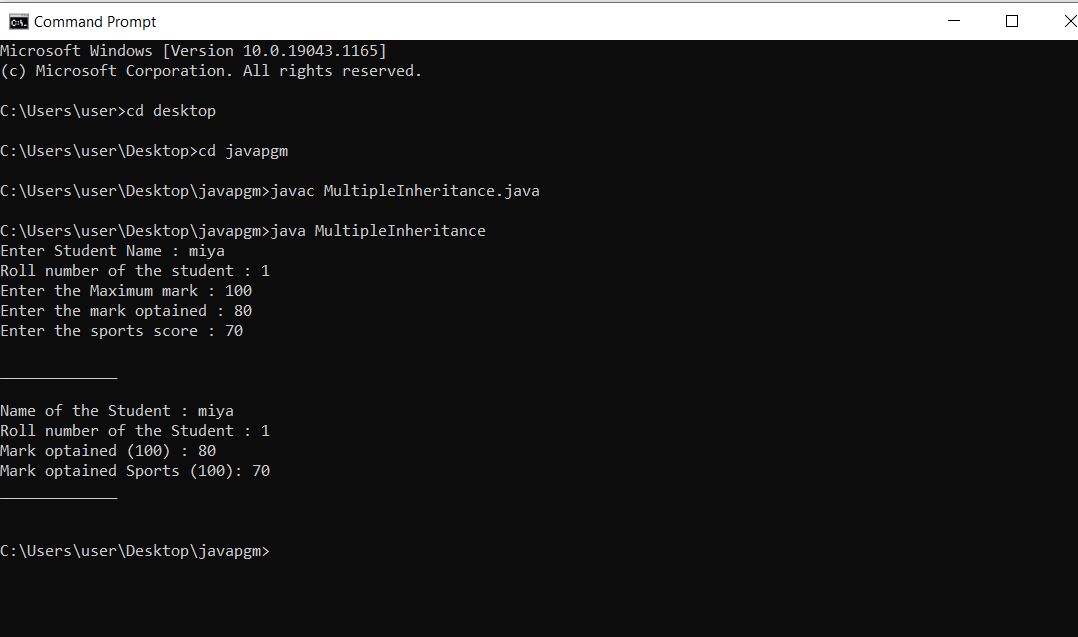 Command Prompt
Microsoft Windows [Version 10.0.19043.1165]
(c) Microsoft Corporation. All rights reserved.
C:\Users\user>cd desktop
C:\Users\user\Desktop>cd javapgm
C:\Users\user\Desktop\javapgm>javac MultipleInheritance.java
C:\Users\user\Desktop\javapgm>java MultipleInheritance
Enter Student Name : miya
Roll number of the student : 1
Enter the Maximum mark : 100
Enter the mark optained : 80
Enter the sports score : 70
_____________
Name of the Student : miya
Roll number of the Student : 1
Mark optained (100) : 80
Mark optained Sports (100): 70
_____________
C:\Users\user\Desktop\javapgm>